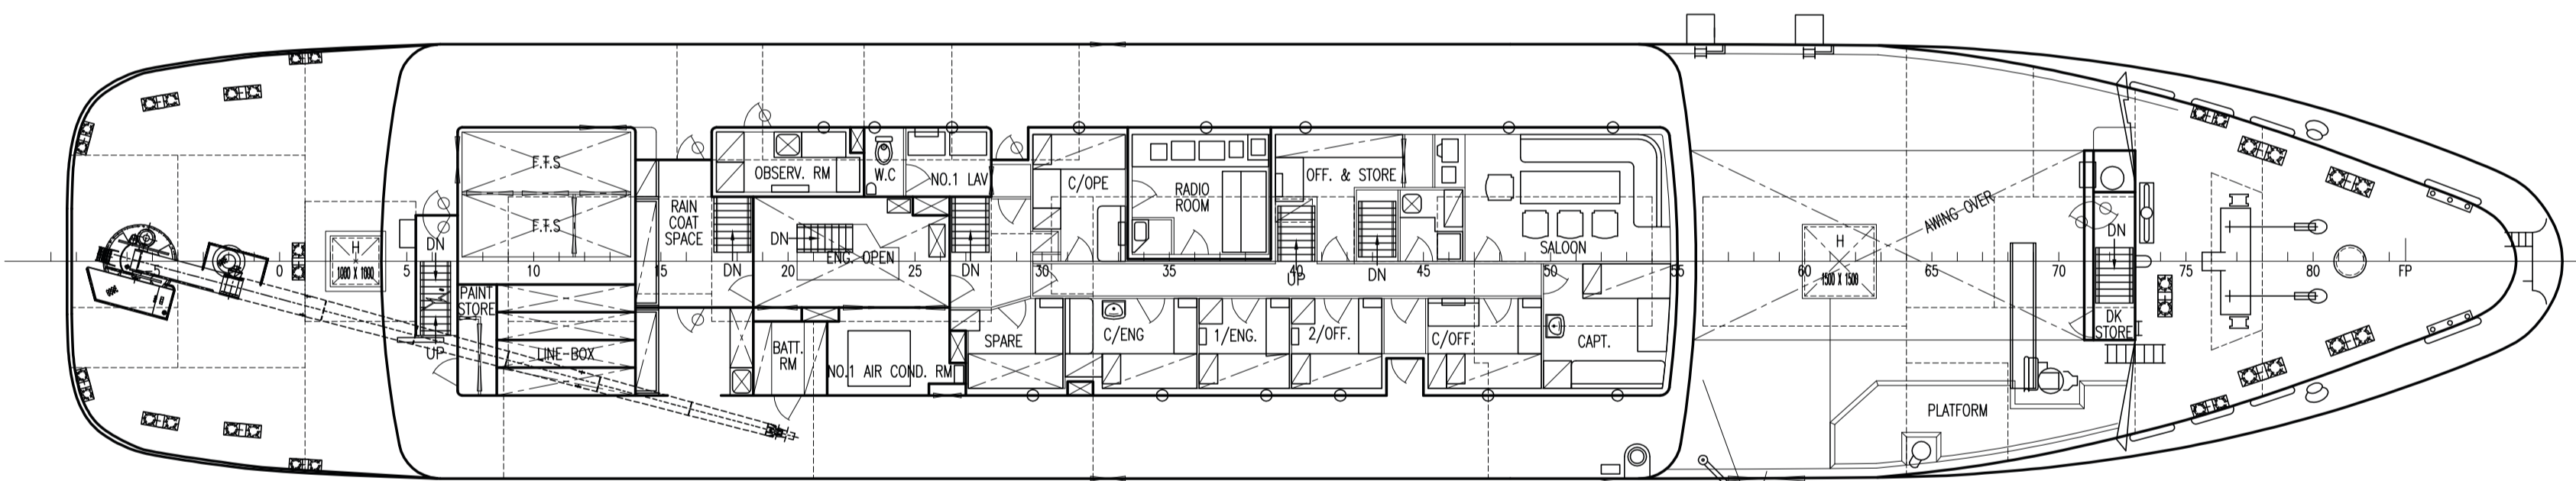 F.T.S
OBSERV. RM
W.C
NO.1 LAV
C/OPE
RADIO
ROOM
OFF. & STORE
F.T.S
RAIN
COAT
SPACE
AWING OVER
DN
DN
ENG. OPEN
SALOON
H
H
DN
0
5
10
15
20
25
30
35
40
45
50
55
60
65
70
75
80
FP
DN
DN
UP
DN
1000 X 1000
1500 X 1500
PAINT
STORE
LINE-BOX
UP
BATT.
RM
NO.1 AIR COND. RM
SPARE
C/ENG
1/ENG.
2/OFF.
C/OFF.
CAPT.
DK
STORE
PLATFORM